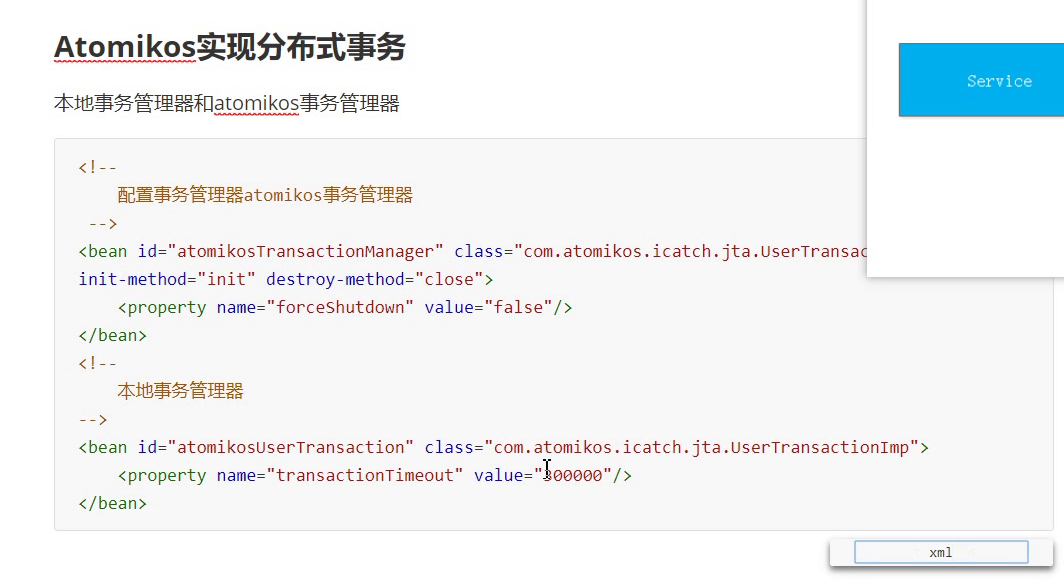 Atomikos实现分布式事务
本地事务管理器和atomikos事务管理器
Service
<!--
配置事务管理器atomikos事务管理器
-->
<bean id="atomikosTransactionManager" class="com.atomikos.icatch.jta.UserTransac
init-method="init" destroy-method="close">
<property name="forceShutdown" value="false"/>
</bean>
<!--
本地事务管理器
-->
<bean id="atomikosUserTransaction" class="com.atomikos.icatch.jta.UserTransactionImp">
<property name="transactionTimeout" value="300000"/>
</bean>
xml